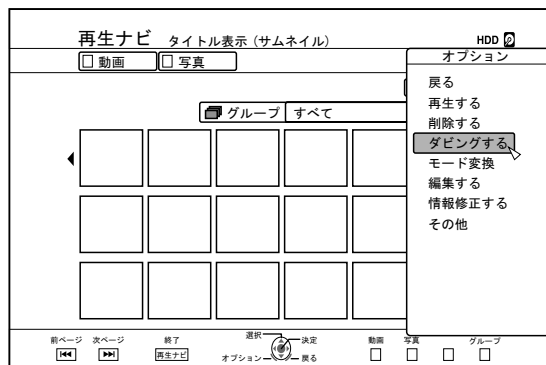 再生ナビ タイトル表示（サムネイル） HDD
動画 写真
グループ すべて
オプション
戻る
再生する
削除する
ダビングする
モード変換
編集する
情報修正する
その他
前ページ 次ページ 終了 選択 決定 動画 写真 グループ
再生ナビ オプション 戻る